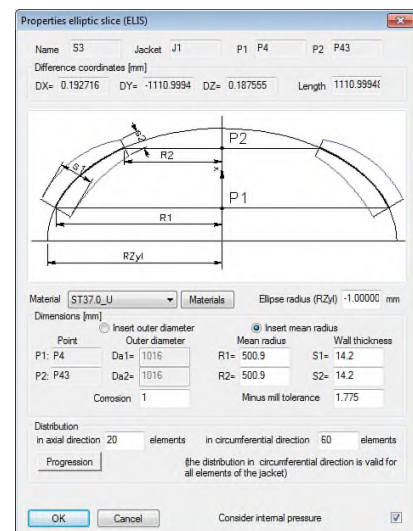 Properties elliptic slice (ELIS)
Name S3 Jacket J1 P1 P4 P2 P43
Difference coordinates [mm]
DX= 0.192716 DY= -1110.9994 DZ= 0.187555 Length 1110.9994
s2
P2
R2
x
s1
P1
R1
RZyl
Material ST37.0_U Materials Ellipse radius (RZyl) -1.00000 mm
Dimensions [mm]
Insert outer diameter Insert mean radius
Point Outer diameter Mean radius Wall thickness
P1: P4 Da1= 1016 R1= 500.9 S1= 14.2
P2: P43 Da2= 1016 R2= 500.9 S2= 14.2
Corrosion 1 Minus mill tolerance 1.775
Distribution
in axial direction 20 elements in circumferential direction 60 elements
Progression (the distribution in circumferential direction is valid for
all elements of the jacket)
OK Cancel Consider internal pressure